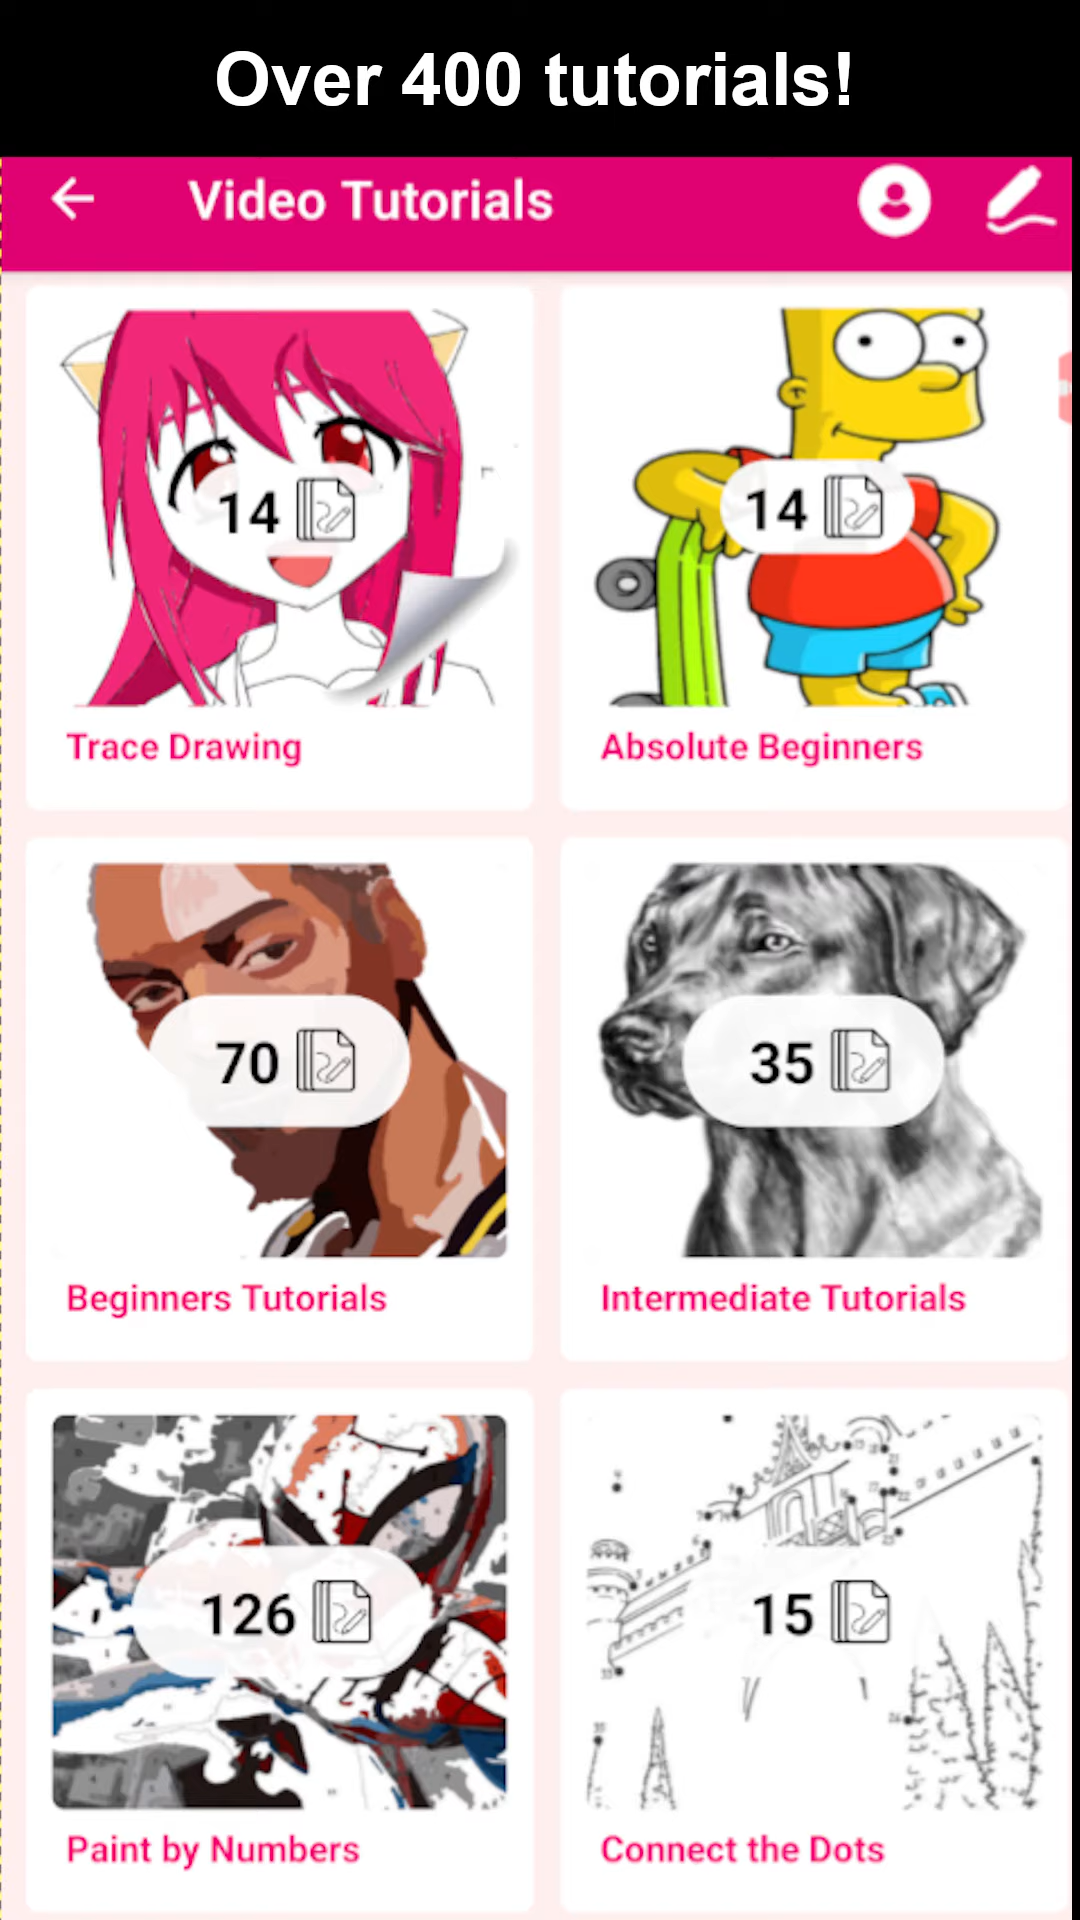 Over 400 tutorials!
Video Tutorials
14
14
Trace Drawing
Absolute Beginners
70
35
Beginners Tutorials
Intermediate Tutorials
126
15
Paint by Numbers
Connect the Dots